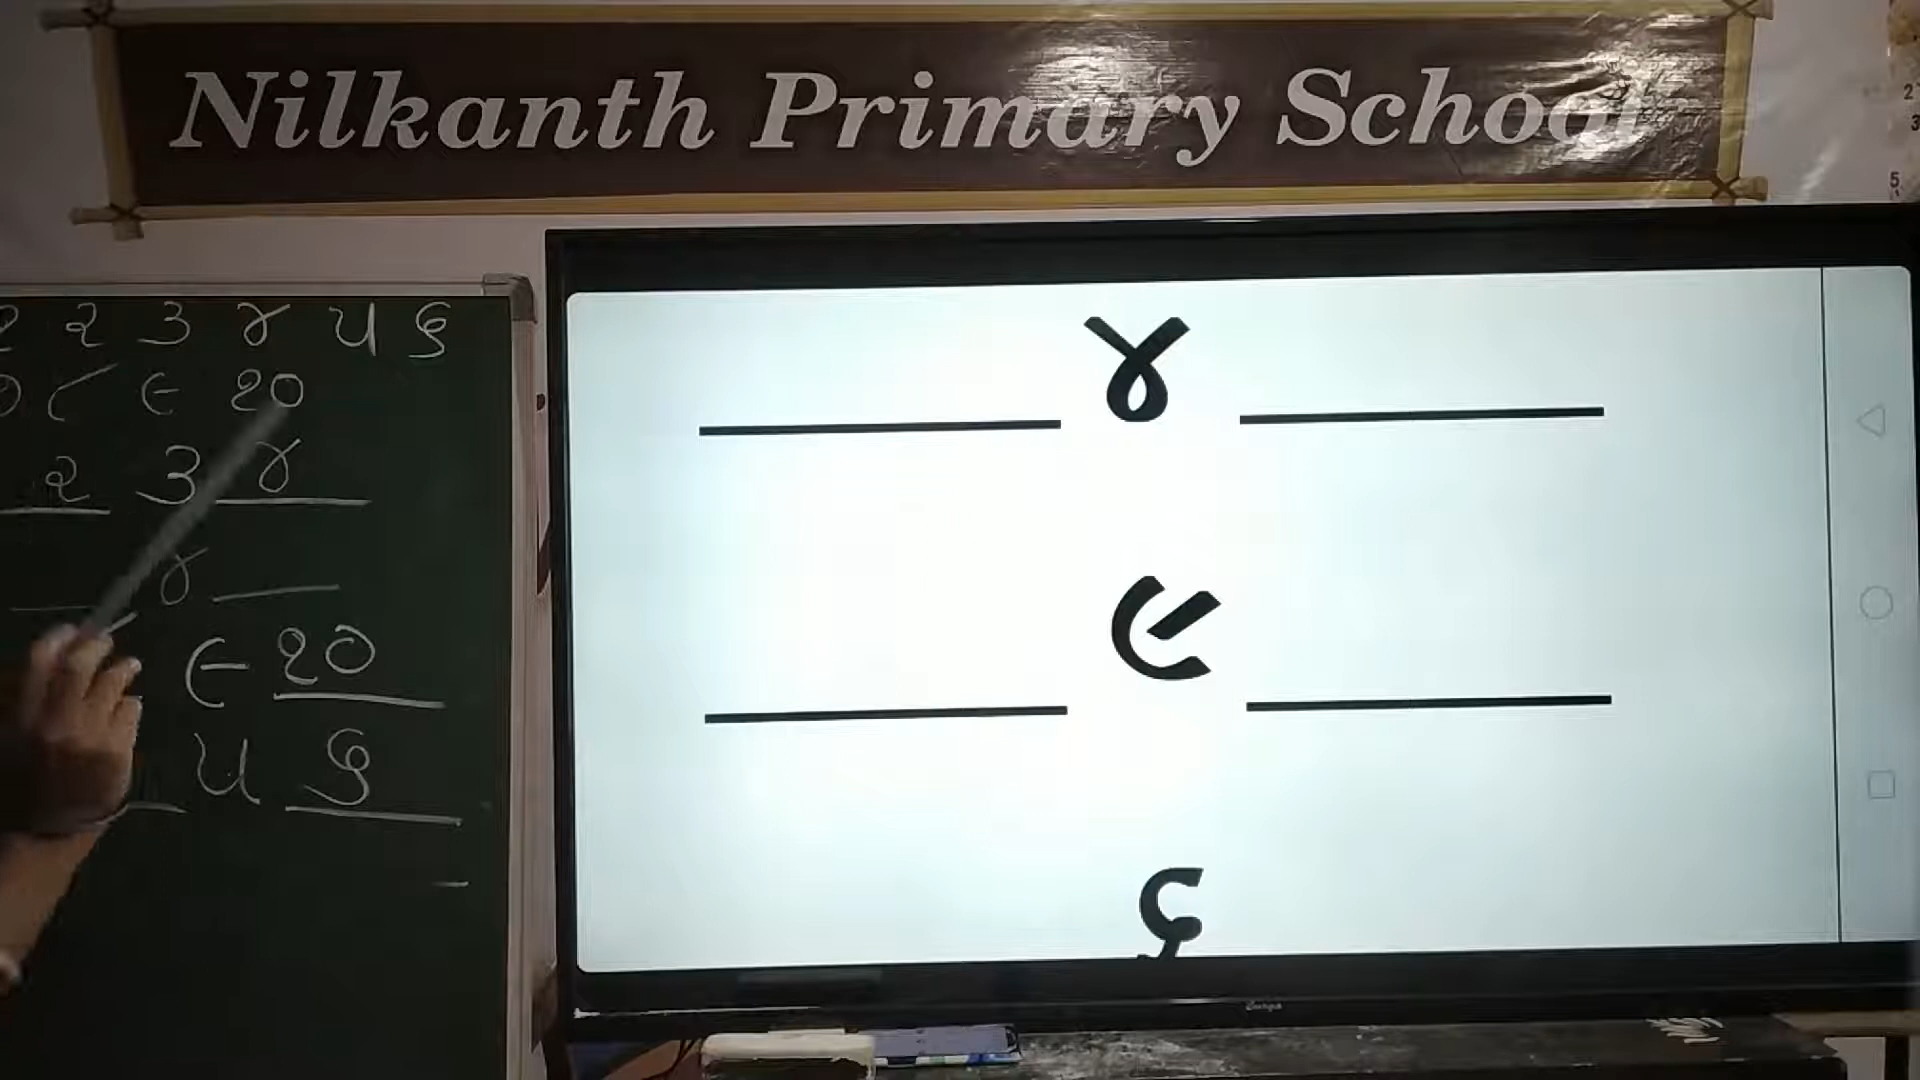 Nilkanth Primary School
૨ ૩ ૪ ૫ ૬
૮ ૯ ૧૦
૨ ૩ ૪
૪
૯ ૧૦
૫ ૬
૪
૯
૬